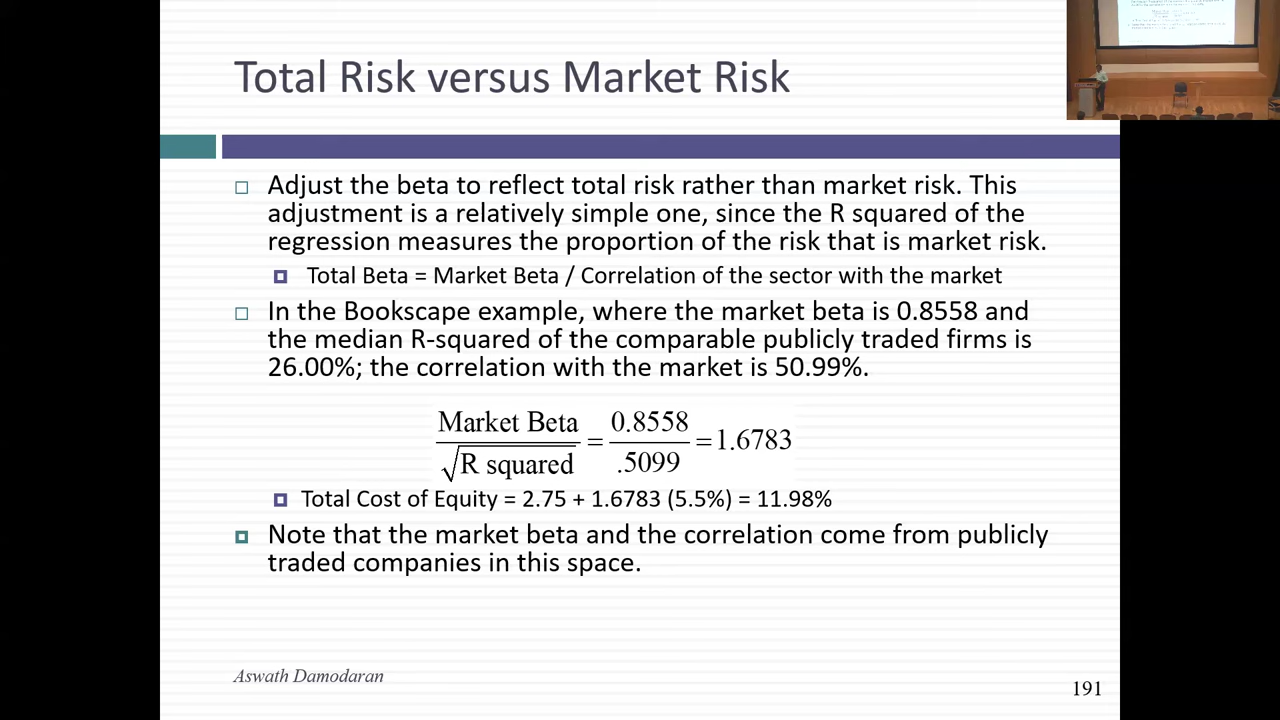 Total Risk versus Market Risk
Adjust the beta to reflect total risk rather than market risk. This
adjustment is a relatively simple one, since the R squared of the
regression measures the proportion of the risk that is market risk.
Total Beta = Market Beta / Correlation of the sector with the market
In the Bookscape example, where the market beta is 0.8558 and
the median R-squared of the comparable publicly traded firms is
26.00%; the correlation with the market is 50.99%.
Market Beta / √R squared = 0.8558 / .5099 = 1.6783
Total Cost of Equity = 2.75 + 1.6783 (5.5%) = 11.98%
Note that the market beta and the correlation come from publicly
traded companies in this space.
Aswath Damodaran
191